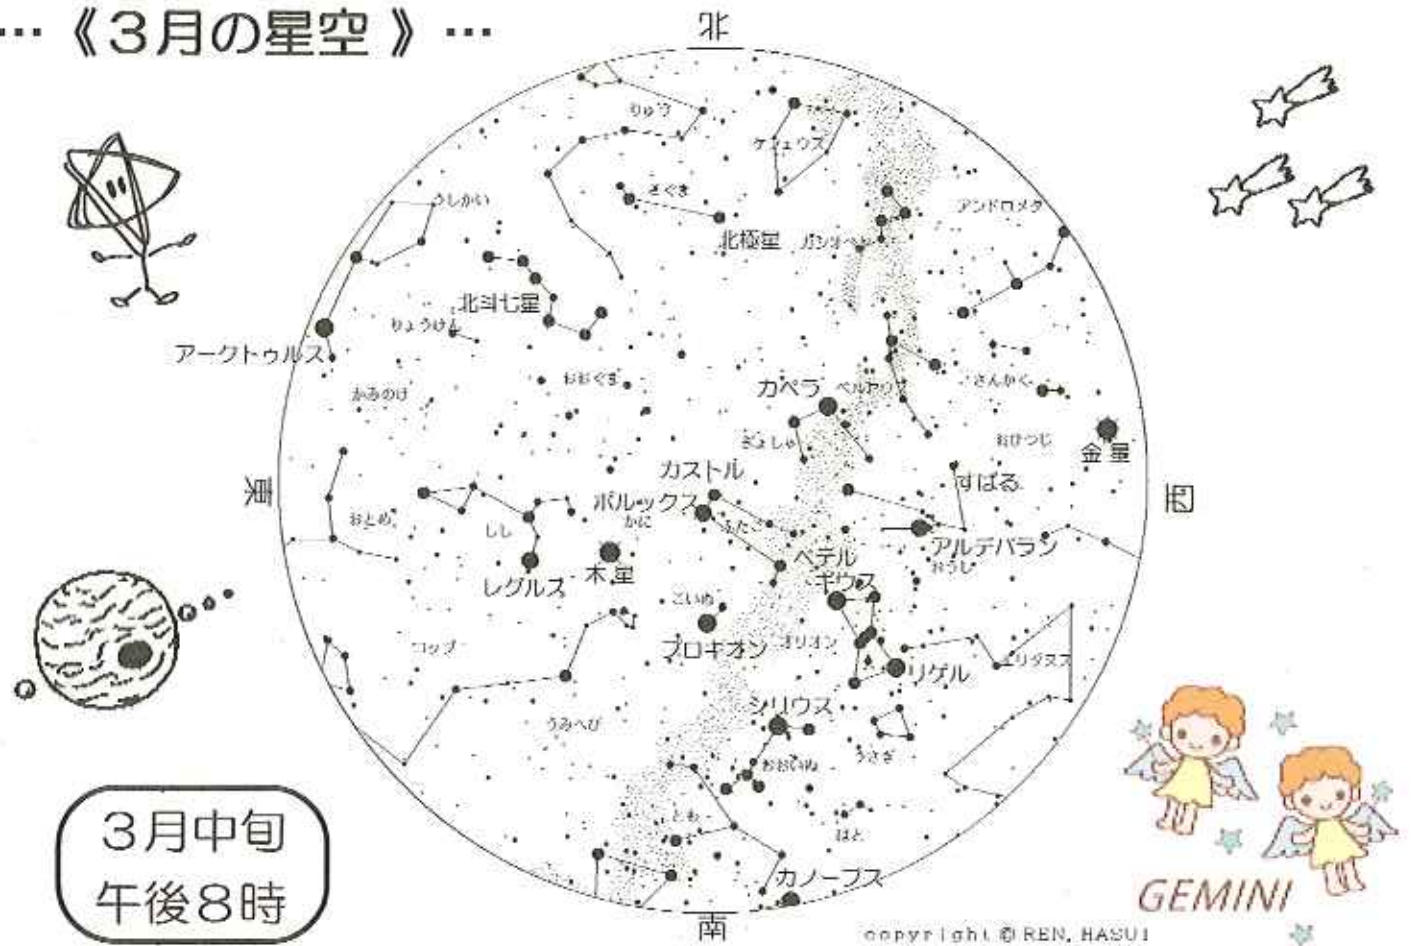 …《３月の星空 》…
北
りゅう
ケフェウス
こぐま
うしかい
アンドロメダ
北極星
カシオペヤ
北斗七星
りょうけん
アークトゥルス
おおぐま
かみのけ
カペラ
ペルセウス
さんかく
ぎょしゃ
おひつじ
金星
カストル
すばる
東
ポルックス
西
かに
ふたご
おとめ
しし
アルデバラン
おうし
ベテル
ギウス
木星
レグルス
こいぬ
オリオン
プロキオン
コップ
エリダヌス
リゲル
シリウス
うみへび
うさぎ
おおいぬ
とも
はと
カノープス
南
３月中旬
午後８時
GEMINI
copyright © REN, HASUI